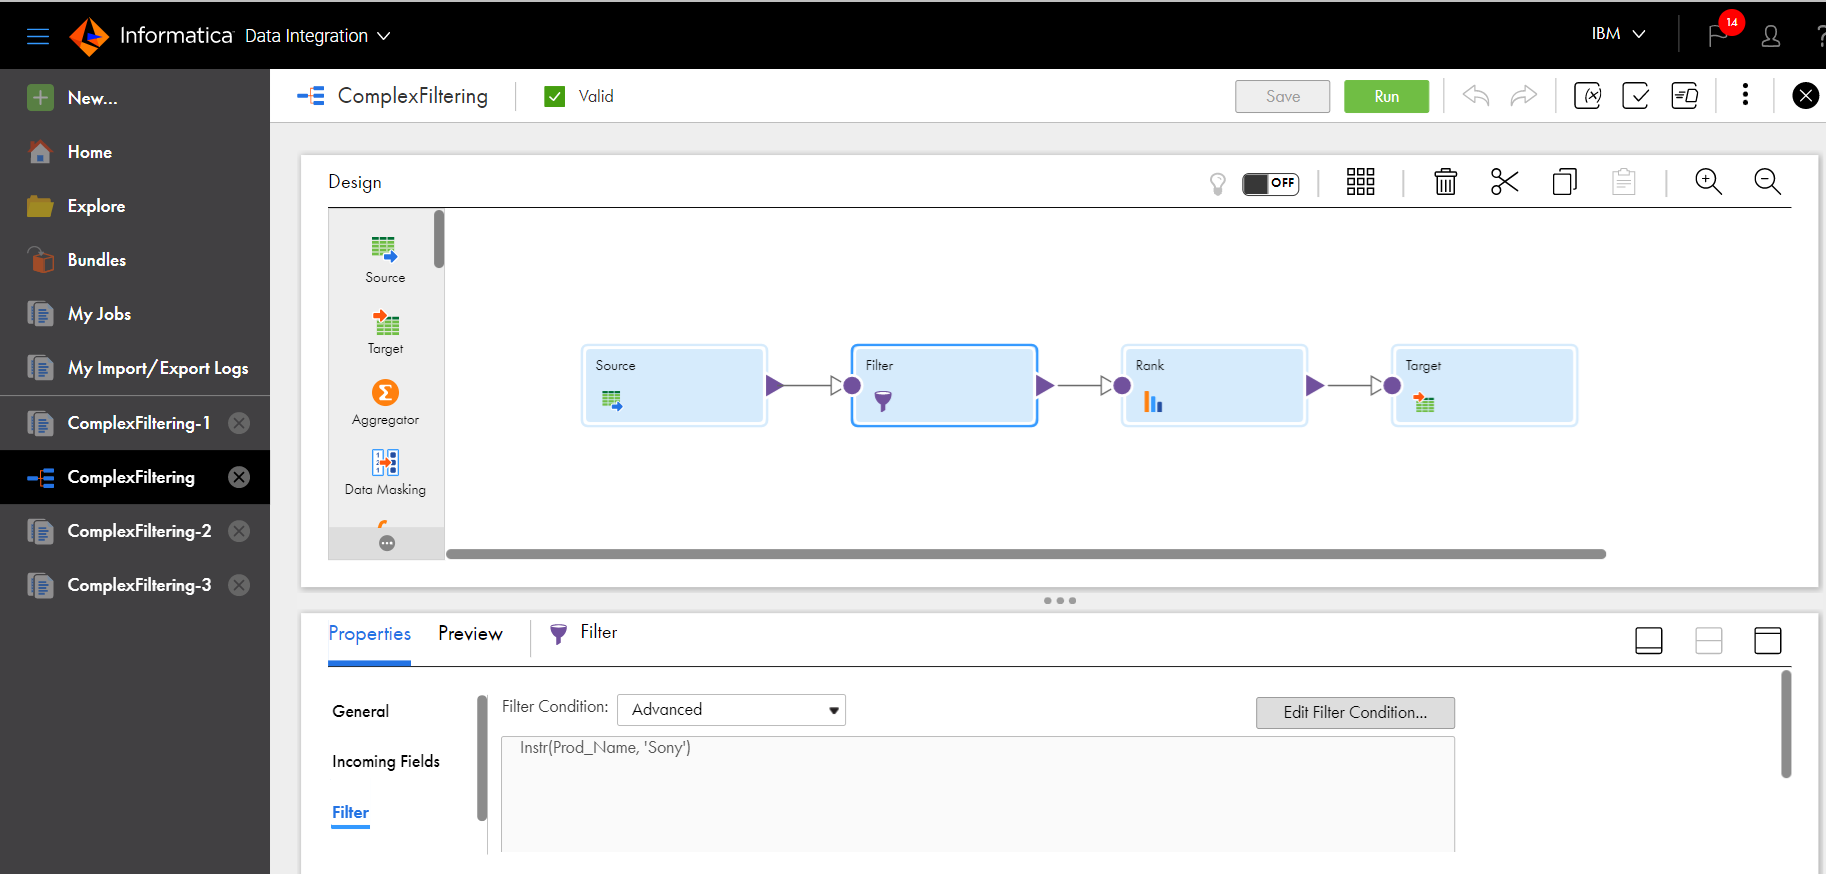 Informatica Data Integration
IBM
14
?
New...
Home
Explore
Bundles
My Jobs
My Import/Export Logs
ComplexFiltering-1
ComplexFiltering
ComplexFiltering-2
ComplexFiltering-3
ComplexFiltering
Valid
Save
Run
Design
OFF
Source
Target
Aggregator
Data Masking
Source
Filter
Rank
Target
Properties
Preview
Filter
General
Incoming Fields
Filter
Filter Condition:
Advanced
Edit Filter Condition...
Instr(Prod_Name, 'Sony')